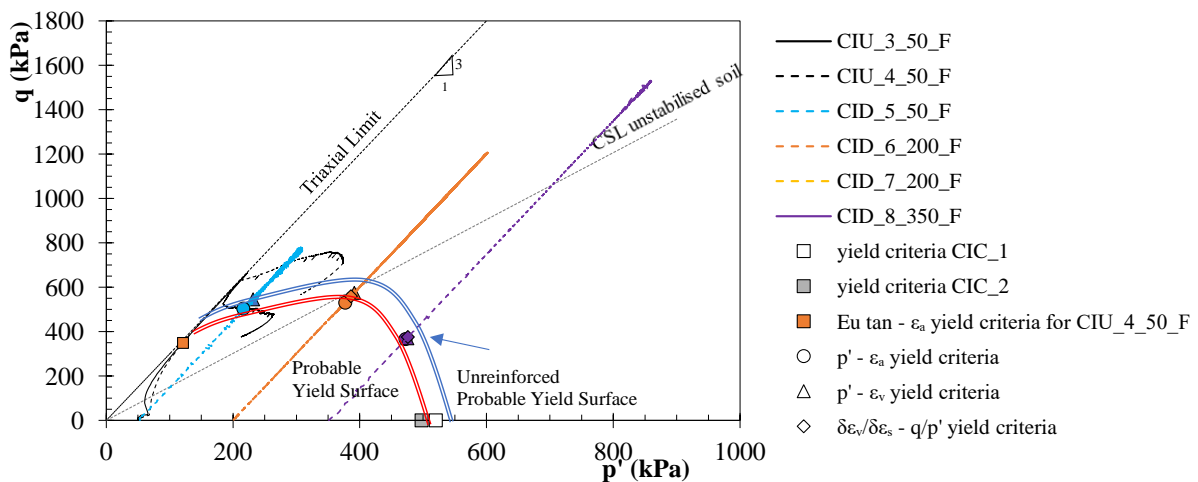 1800
1600
1400
1200
1000
800
600
400
200
0
q (kPa)
0
200
400
600
800
1000
p' (kPa)
Triaxial Limit
3
1
CSL unstabilised soil
Probable
Yield Surface
Unreinforced
Probable Yield Surface
CIU_3_50_F
CIU_4_50_F
CID_5_50_F
CID_6_200_F
CID_7_200_F
CID_8_350_F
yield criteria CIC_1
yield criteria CIC_2
Eu tan - εₐ yield criteria for CIU_4_50_F
p' - εₐ yield criteria
p' - εᵥ yield criteria
δεᵥ/δεₛ - q/p' yield criteria